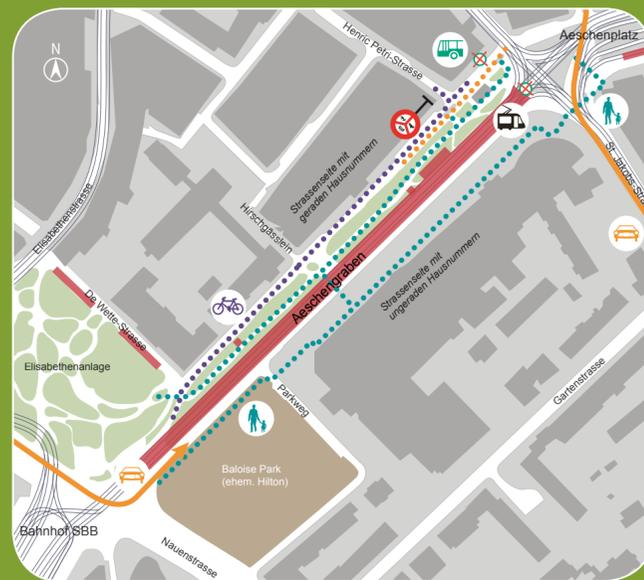 Aeschenplatz
N
Henric Petri-Strasse
Strassenseite mit
geraden Hausnummern
St. Jakobs-Stra
Elisabethenstrasse
Hirschgässlein
Aeschengraben
Strassenseite mit
ungeraden Hausnummern
De Wette-Strasse
Elisabethenanlage
Parkweg
Gartenstrasse
Baloise Park
(ehem. Hilton)
Bahnhof SBB
Nauenstrasse